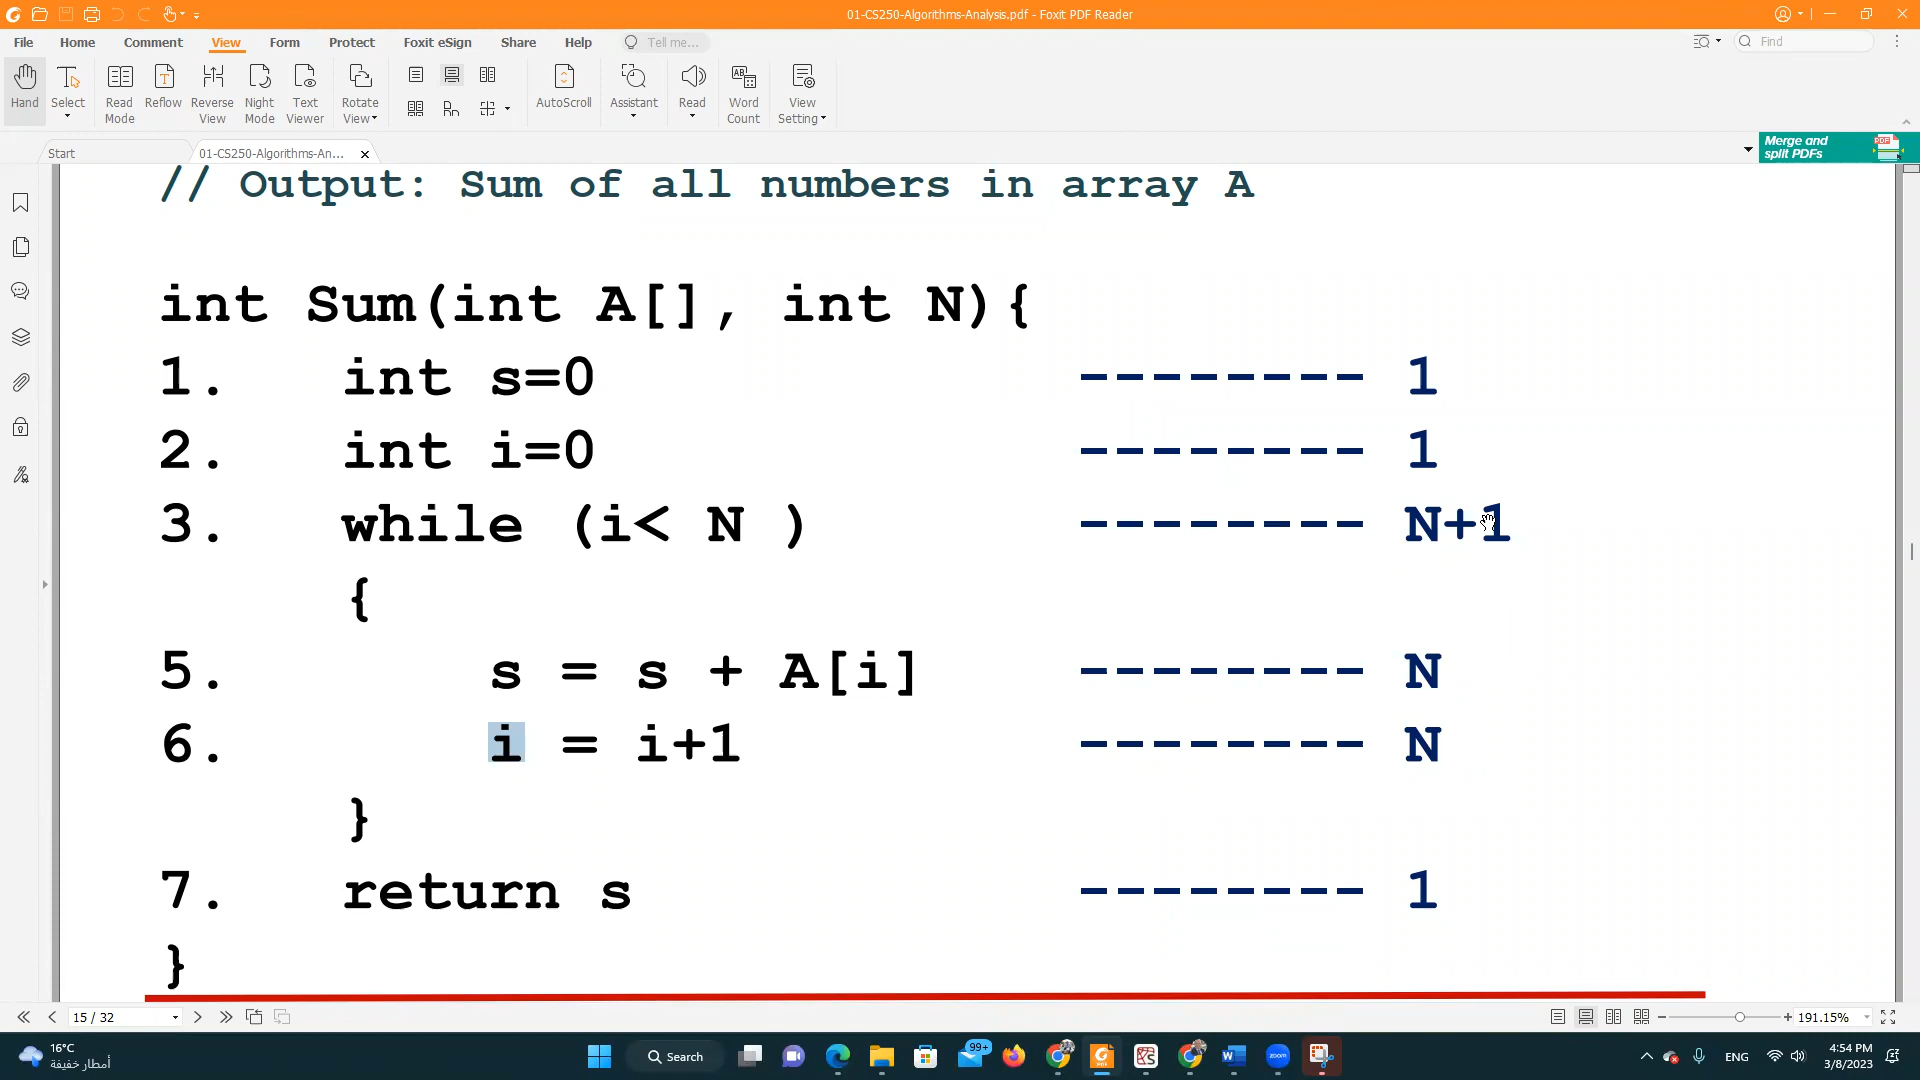 01-CS250-Algorithms-Analysis.pdf - Foxit PDF Reader
File Home Comment View Form Protect Foxit eSign Share Help Tell me... Find
Hand Select Read Mode Reflow Reverse View Night Mode Text Viewer Rotate View AutoScroll Assistant Read Word Count View Setting
Start 01-CS250-Algorithms-An... Merge and split PDFs
// Output: Sum of all numbers in array A
int Sum(int A[], int N){
1. int s=0 -------- 1
2. int i=0 -------- 1
3. while (i< N ) -------- N+1
{
5. s = s + A[i] -------- N
6. i = i+1 -------- N
}
7. return s -------- 1
}
15 / 32 191.15%
16°C
أمطار خفيفة
Search 99+ zoom ENG
4:54 PM
3/8/2023